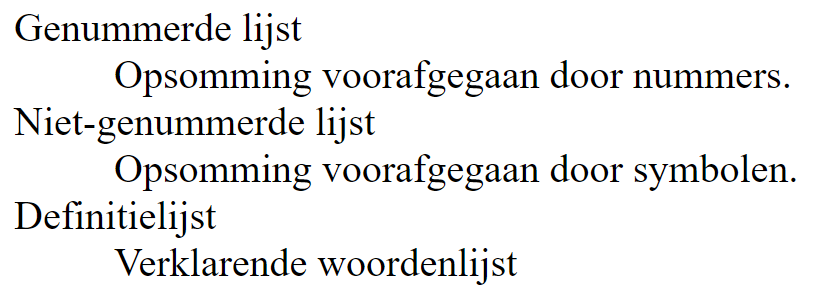 Genummerde lijst
Opsomming voorafgegaan door nummers.
Niet-genummerde lijst
Opsomming voorafgegaan door symbolen.
Definitielijst
Verklarende woordenlijst